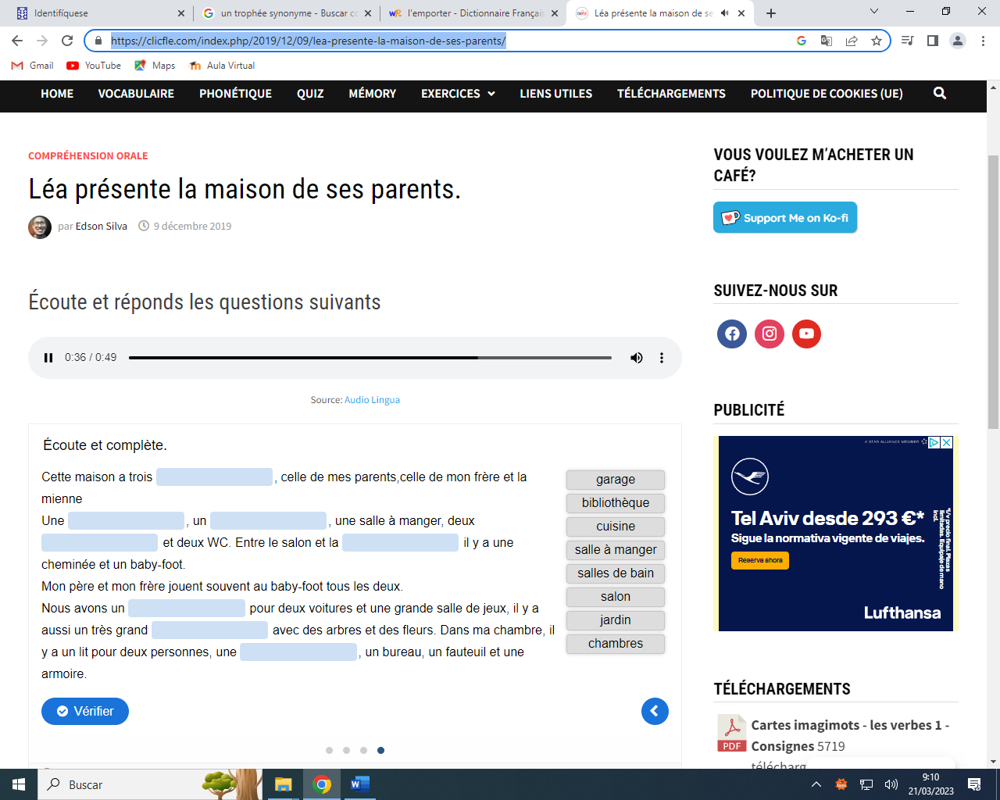 Identifíquese
un trophée synonyme - Buscar co
l'emporter - Dictionnaire Français
Léa présente la maison de se
https://clicfle.com/index.php/2019/12/09/lea-presente-la-maison-de-ses-parents/
Gmail
YouTube
Maps
Aula Virtual
HOME
VOCABULAIRE
PHONÉTIQUE
QUIZ
MÉMORY
EXERCICES
LIENS UTILES
TÉLÉCHARGEMENTS
POLITIQUE DE COOKIES (UE)
COMPRÉHENSION ORALE
Léa présente la maison de ses parents.
par Edson Silva 9 décembre 2019
Écoute et réponds les questions suivants
0:36 / 0:49
Source: Audio Lingua
Écoute et complète.
Cette maison a trois , celle de mes parents,celle de mon frère et la
mienne
Une , un , une salle à manger, deux
et deux WC. Entre le salon et la il y a une
cheminée et un baby-foot.
Mon père et mon frère jouent souvent au baby-foot tous les deux.
Nous avons un pour deux voitures et une grande salle de jeux, il y a
aussi un très grand avec des arbres et des fleurs. Dans ma chambre, il
y a un lit pour deux personnes, une , un bureau, un fauteuil et une
armoire.
garage
bibliothèque
cuisine
salle à manger
salles de bain
salon
jardin
chambres
Vérifier
VOUS VOULEZ M'ACHETER UN
CAFÉ?
Support Me on Ko-fi
SUIVEZ-NOUS SUR
PUBLICITÉ
A STAR ALLIANCE MEMBER
Tel Aviv desde 293 €*
Sigue la normativa vigente de viajes.
Reserva ahora
*I/v precio final. Plazas
limitadas. Equipaje de mano
incl.
Lufthansa
TÉLÉCHARGEMENTS
PDF
Cartes imagimots - les verbes 1 -
Consignes 5719
télécharg
Buscar
9:10
21/03/2023